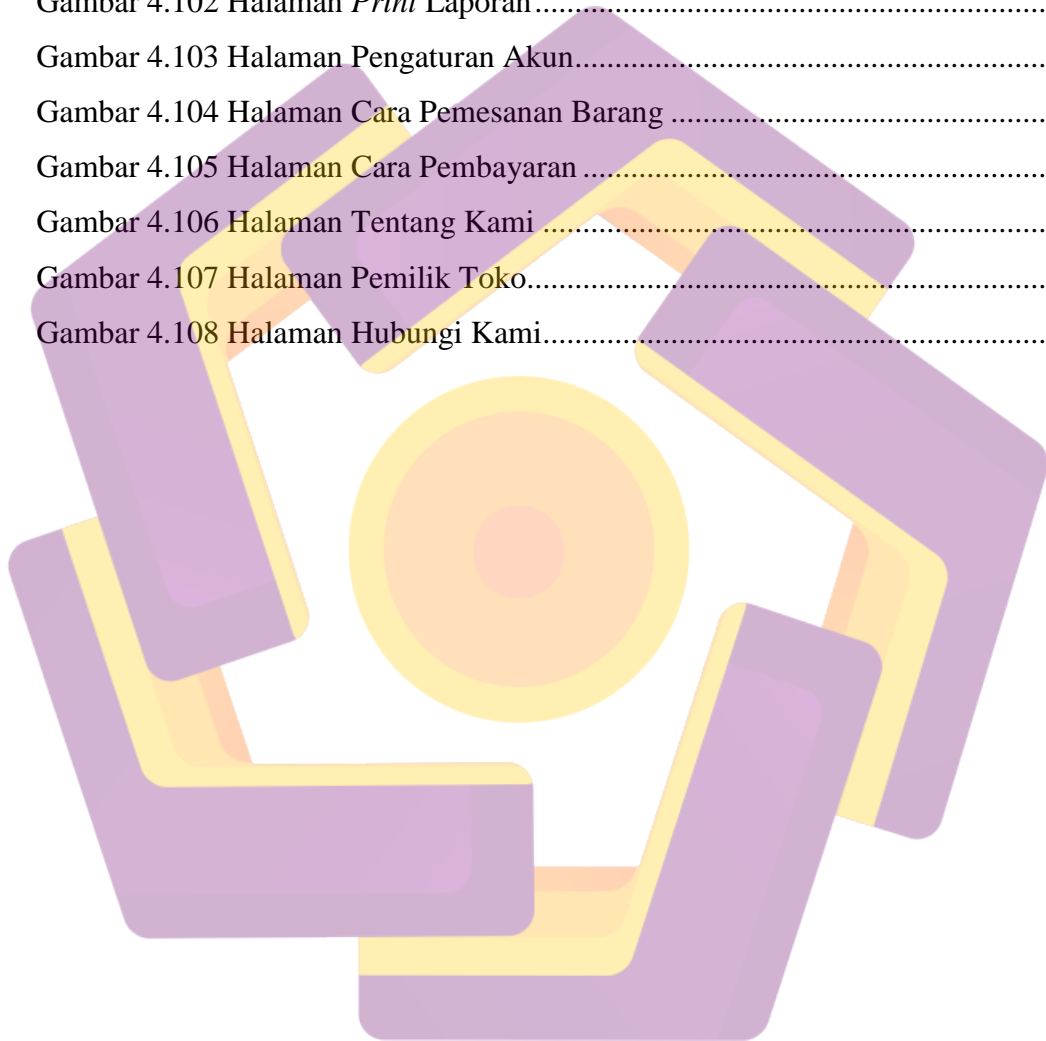 Gambar 4.102 Halaman Print Laporan................................................................
Gambar 4.103 Halaman Pengaturan Akun...........................................................
Gambar 4.104 Halaman Cara Pemesanan Barang ...............................................
Gambar 4.105 Halaman Cara Pembayaran ..........................................................
Gambar 4.106 Halaman Tentang Kami ...............................................................
Gambar 4.107 Halaman Pemilik Toko.................................................................
Gambar 4.108 Halaman Hubungi Kami...............................................................